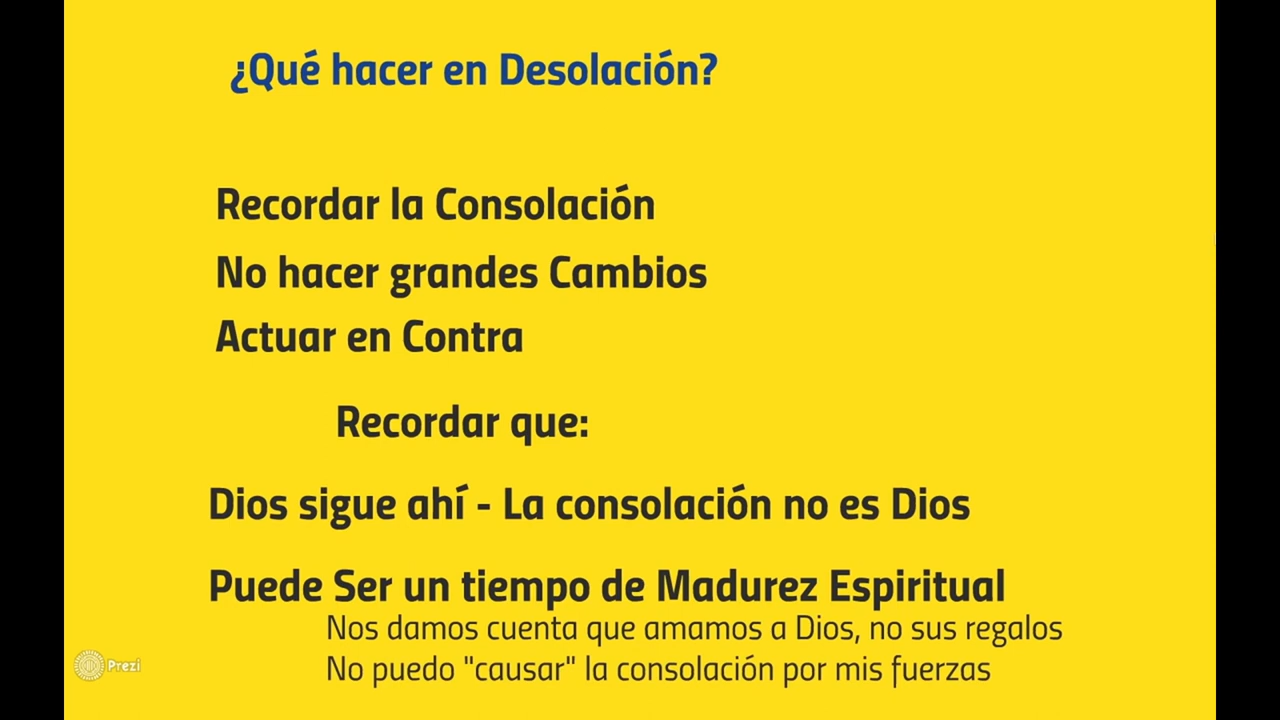 ¿Qué hacer en Desolación?
Recordar la Consolación
No hacer grandes Cambios
Actuar en Contra
Recordar que:
Dios sigue ahí - La consolación no es Dios
Puede Ser un tiempo de Madurez Espiritual
Nos damos cuenta que amamos a Dios, no sus regalos
No puedo "causar" la consolación por mis fuerzas
Prezi